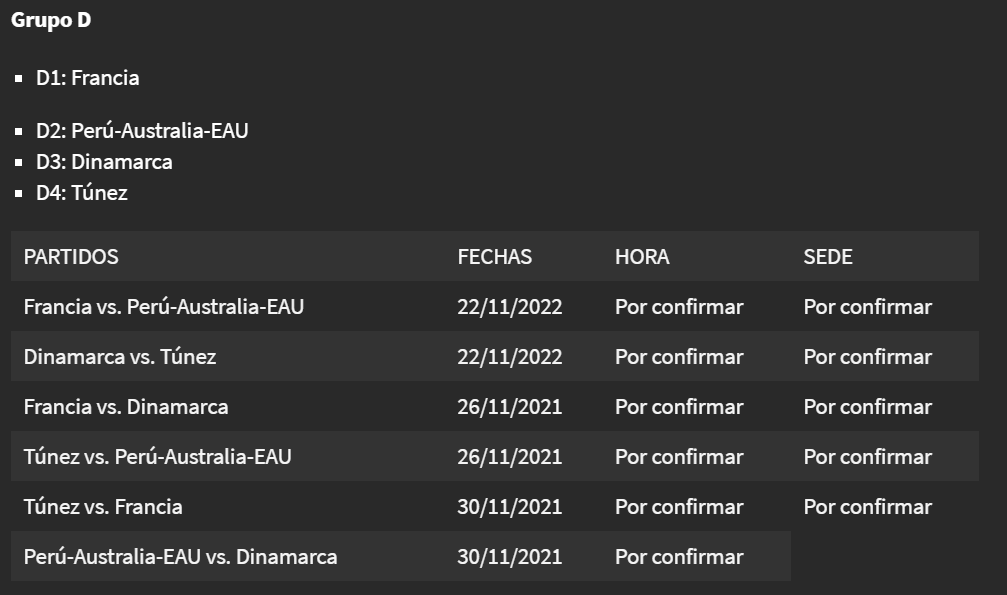 Grupo D
▪ D1: Francia
▪ D2: Perú-Australia-EAU
▪ D3: Dinamarca
▪ D4: Túnez
PARTIDOS FECHAS HORA SEDE
Francia vs. Perú-Australia-EAU 22/11/2022 Por confirmar Por confirmar
Dinamarca vs. Túnez 22/11/2022 Por confirmar Por confirmar
Francia vs. Dinamarca 26/11/2021 Por confirmar Por confirmar
Túnez vs. Perú-Australia-EAU 26/11/2021 Por confirmar Por confirmar
Túnez vs. Francia 30/11/2021 Por confirmar Por confirmar
Perú-Australia-EAU vs. Dinamarca 30/11/2021 Por confirmar